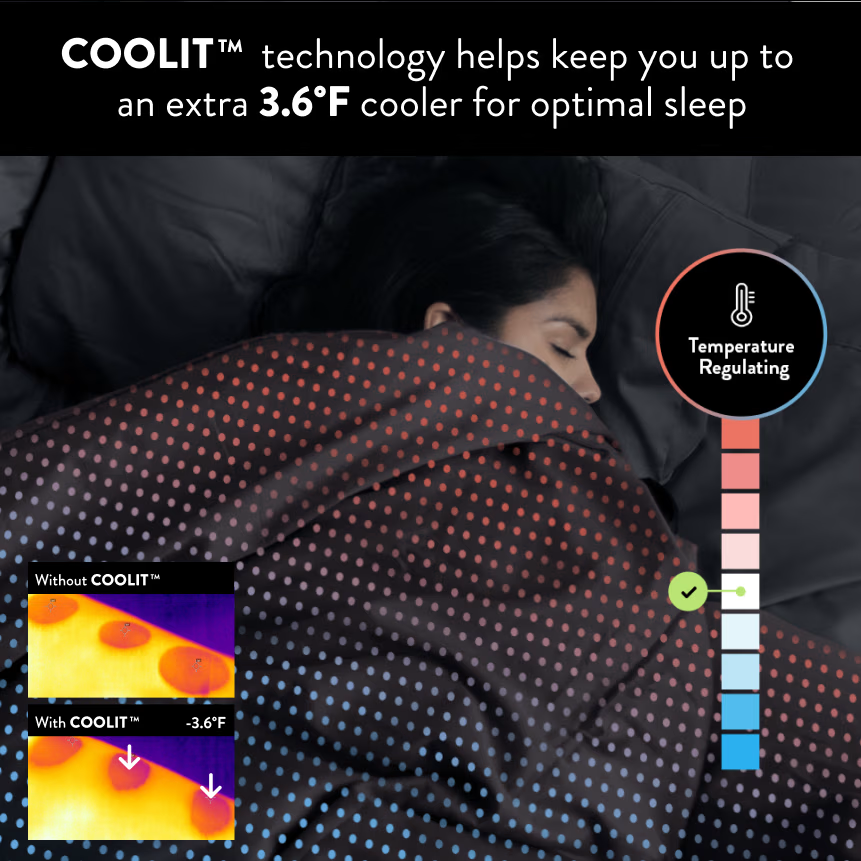 COOLIT™ technology helps keep you up to
an extra 3.6°F cooler for optimal sleep
Temperature
Regulating
Without COOLIT™
With COOLIT™ -3.6°F